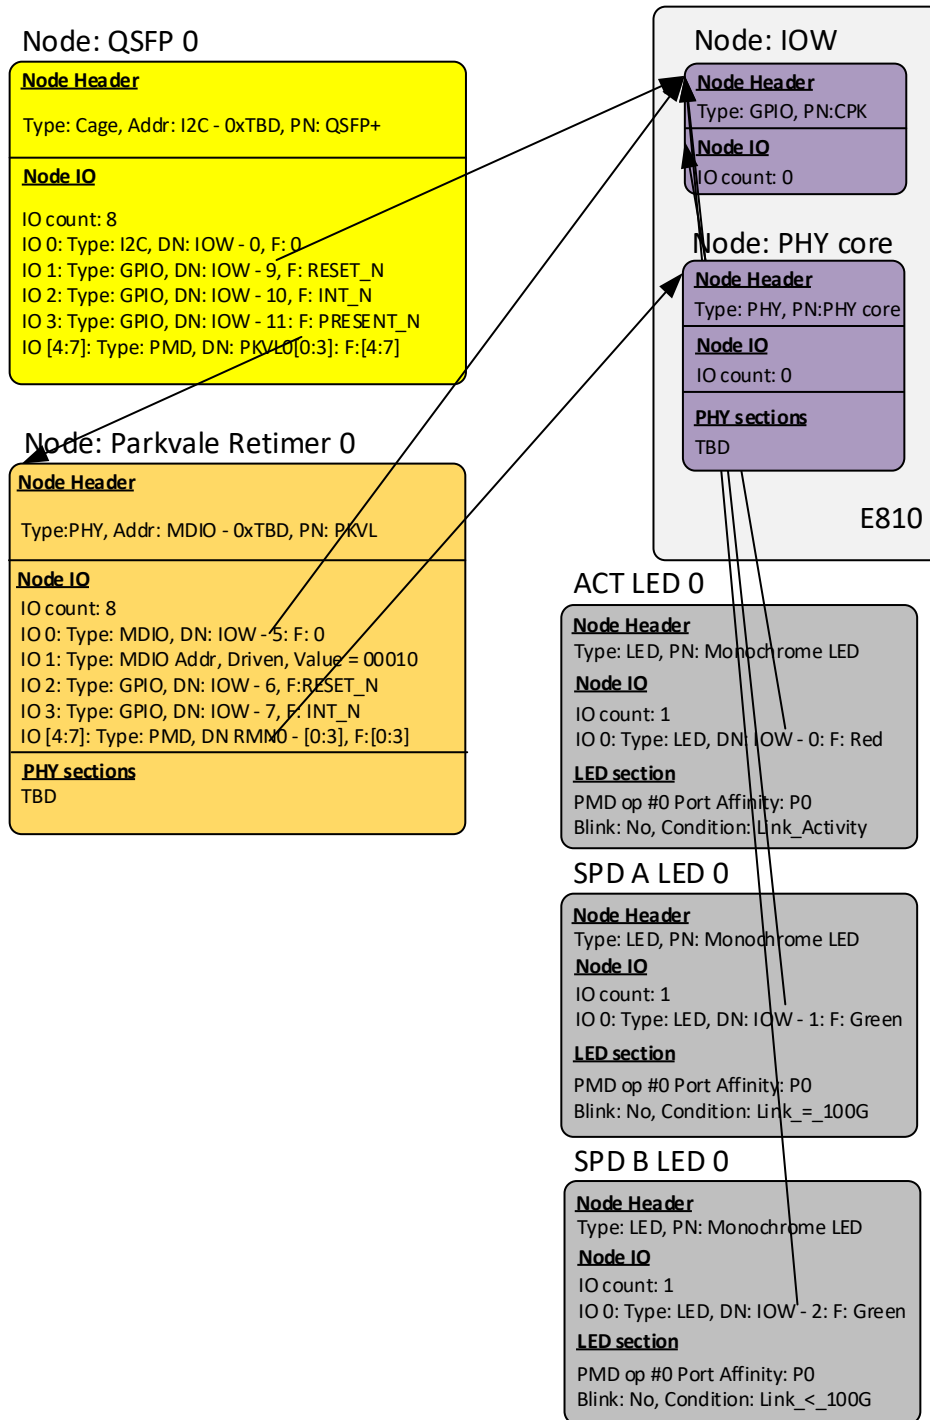 Node: QSFP 0
Node Header
Type: Cage, Addr: I2C - 0xTBD, PN: QSFP+
Node IO
IO count: 8
IO 0: Type: I2C, DN: IOW - 0, F: 0
IO 1: Type: GPIO, DN: IOW - 9, F: RESET_N
IO 2: Type: GPIO, DN: IOW - 10, F: INT_N
IO 3: Type: GPIO, DN: IOW - 11: F: PRESENT_N
IO [4:7]: Type: PMD, DN: PKVL0[0:3]: F:[4:7]
Node: Parkvale Retimer 0
Node Header
Type:PHY, Addr: MDIO - 0xTBD, PN: PKVL
Node IO
IO count: 8
IO 0: Type: MDIO, DN: IOW - 5: F: 0
IO 1: Type: MDIO Addr, Driven, Value = 00010
IO 2: Type: GPIO, DN: IOW - 6, F:RESET_N
IO 3: Type: GPIO, DN: IOW - 7, F: INT_N
IO [4:7]: Type: PMD, DN RMN0 - [0:3], F:[0:3]
PHY sections
TBD
Node: IOW
Node Header
Type: GPIO, PN:CPK
Node IO
IO count: 0
Node: PHY core
Node Header
Type: PHY, PN:PHY core
Node IO
IO count: 0
PHY sections
TBD
E810
ACT LED 0
Node Header
Type: LED, PN: Monochrome LED
Node IO
IO count: 1
IO 0: Type: LED, DN: IOW - 0: F: Red
LED section
PMD op #0 Port Affinity: P0
Blink: No, Condition: Link_Activity
SPD A LED 0
Node Header
Type: LED, PN: Monochrome LED
Node IO
IO count: 1
IO 0: Type: LED, DN: IOW - 1: F: Green
LED section
PMD op #0 Port Affinity: P0
Blink: No, Condition: Link_=_100G
SPD B LED 0
Node Header
Type: LED, PN: Monochrome LED
Node IO
IO count: 1
IO 0: Type: LED, DN: IOW - 2: F: Green
LED section
PMD op #0 Port Affinity: P0
Blink: No, Condition: Link_<_100G